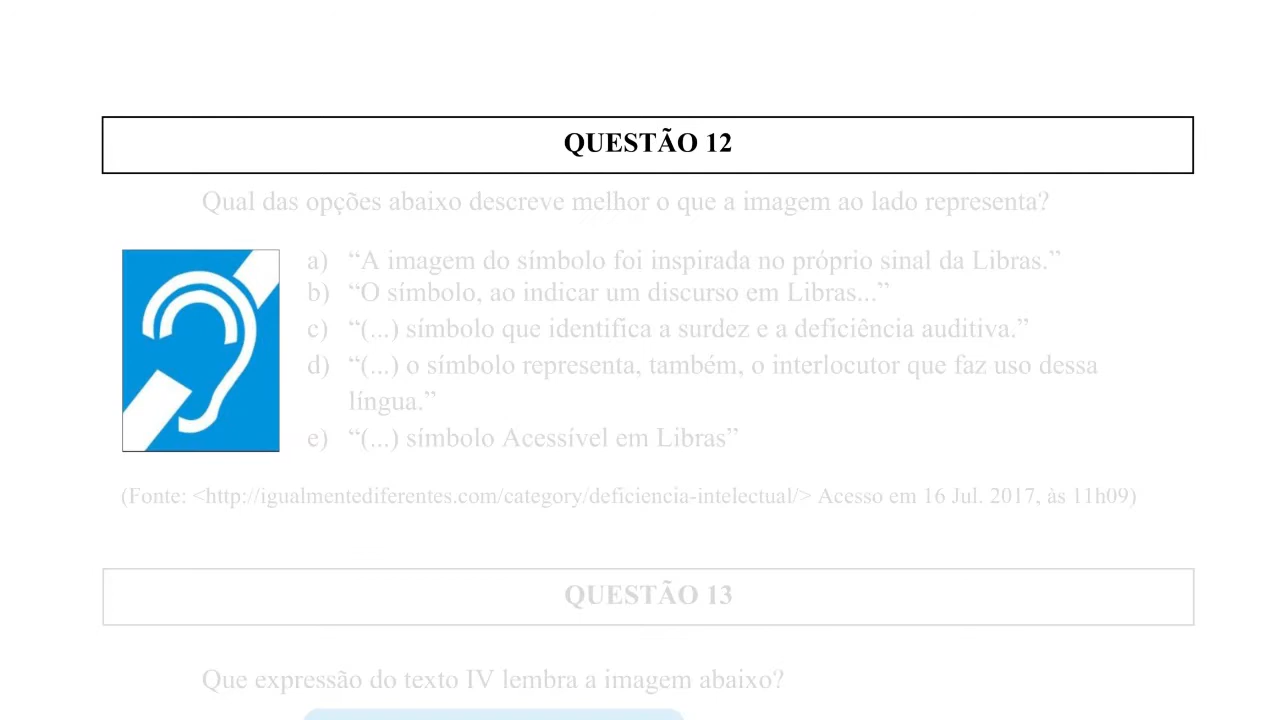 QUESTÃO 12
Qual das opções abaixo descreve melhor o que a imagem ao lado representa?
a) “A imagem do símbolo foi inspirada no próprio sinal da Libras.”
b) “O símbolo, ao indicar um discurso em Libras...”
c) “(...) símbolo que identifica a surdez e a deficiência auditiva.”
d) “(...) o símbolo representa, também, o interlocutor que faz uso dessa
língua.”
e) “(...) símbolo Acessível em Libras”
(Fonte: <http://igualmentediferentes.com/category/deficiencia-intelectual/> Acesso em 16 Jul. 2017, às 11h09)
QUESTÃO 13
Que expressão do texto IV lembra a imagem abaixo?